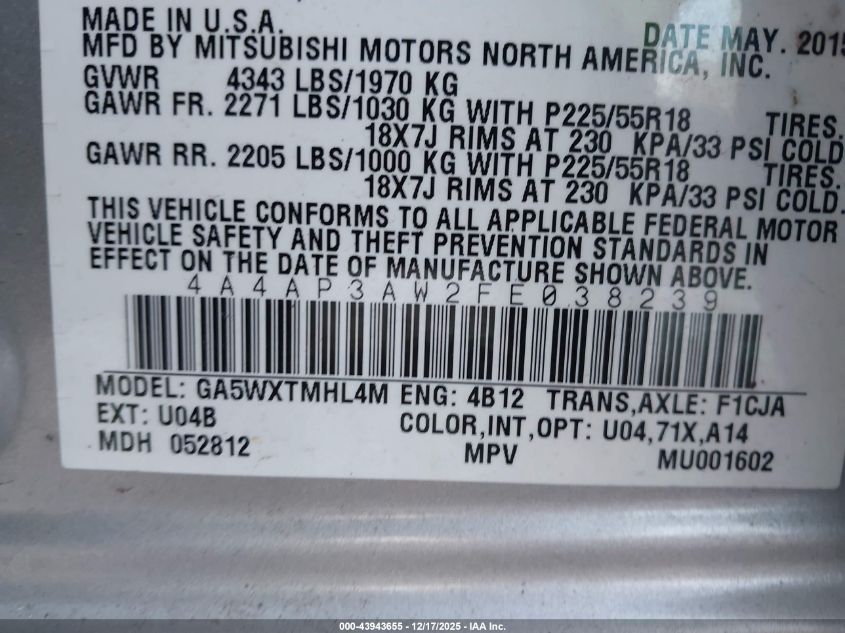 MADE IN U.S.A. DATE MAY. 2015
MFD BY MITSUBISHI MOTORS NORTH AMERICA, INC.
GVWR 4343 LBS/1970 KG
GAWR FR. 2271 LBS/1030 KG WITH P225/55R18 TIRES.
18X7J RIMS AT 230 KPA/33 PSI COLD
GAWR RR. 2205 LBS/1000 KG WITH P225/55R18 TIRES.
18X7J RIMS AT 230 KPA/33 PSI COLD.
THIS VEHICLE CONFORMS TO ALL APPLICABLE FEDERAL MOTOR
VEHICLE SAFETY AND THEFT PREVENTION STANDARDS IN
EFFECT ON THE DATE OF MANUFACTURE SHOWN ABOVE.
4A4AP3AW2FE038239
MODEL: GA5WXTMHL4M ENG: 4B12 TRANS,AXLE: F1CJA
EXT: U04B COLOR,INT,OPT: U04,71X,A14
MDH 052812 MPV MU001602
000-43943655 - 12/17/2025 - IAA Inc.